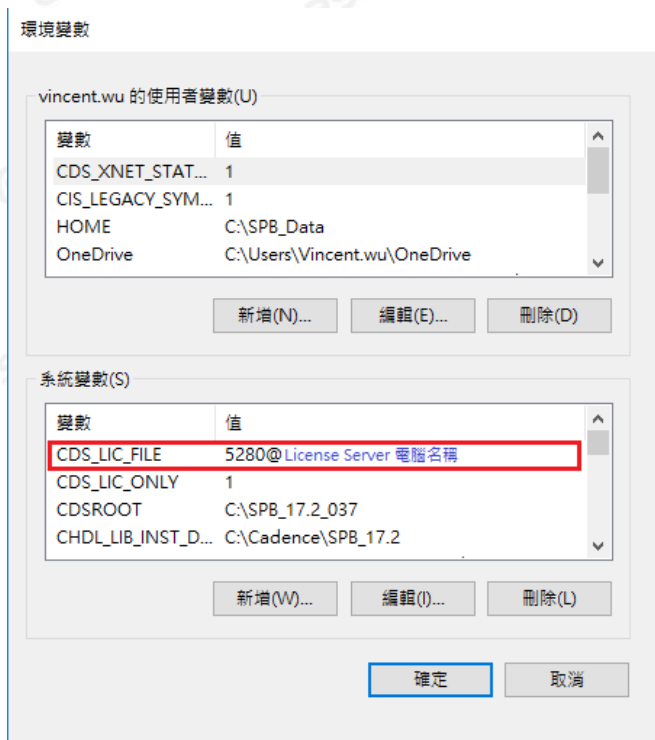 環境變數
vincent.wu 的使用者變數(U)
變數 值
CDS_XNET_STAT... 1
CIS_LEGACY_SYM... 1
HOME C:\SPB_Data
OneDrive C:\Users\Vincent.wu\OneDrive
新增(N)... 編輯(E)... 刪除(D)
系統變數(S)
變數 值
CDS_LIC_FILE 5280@License Server 電腦名稱
CDS_LIC_ONLY 1
CDSROOT C:\SPB_17.2_037
CHDL_LIB_INST_D... C:\Cadence\SPB_17.2
新增(W)... 編輯(I)... 刪除(L)
確定 取消